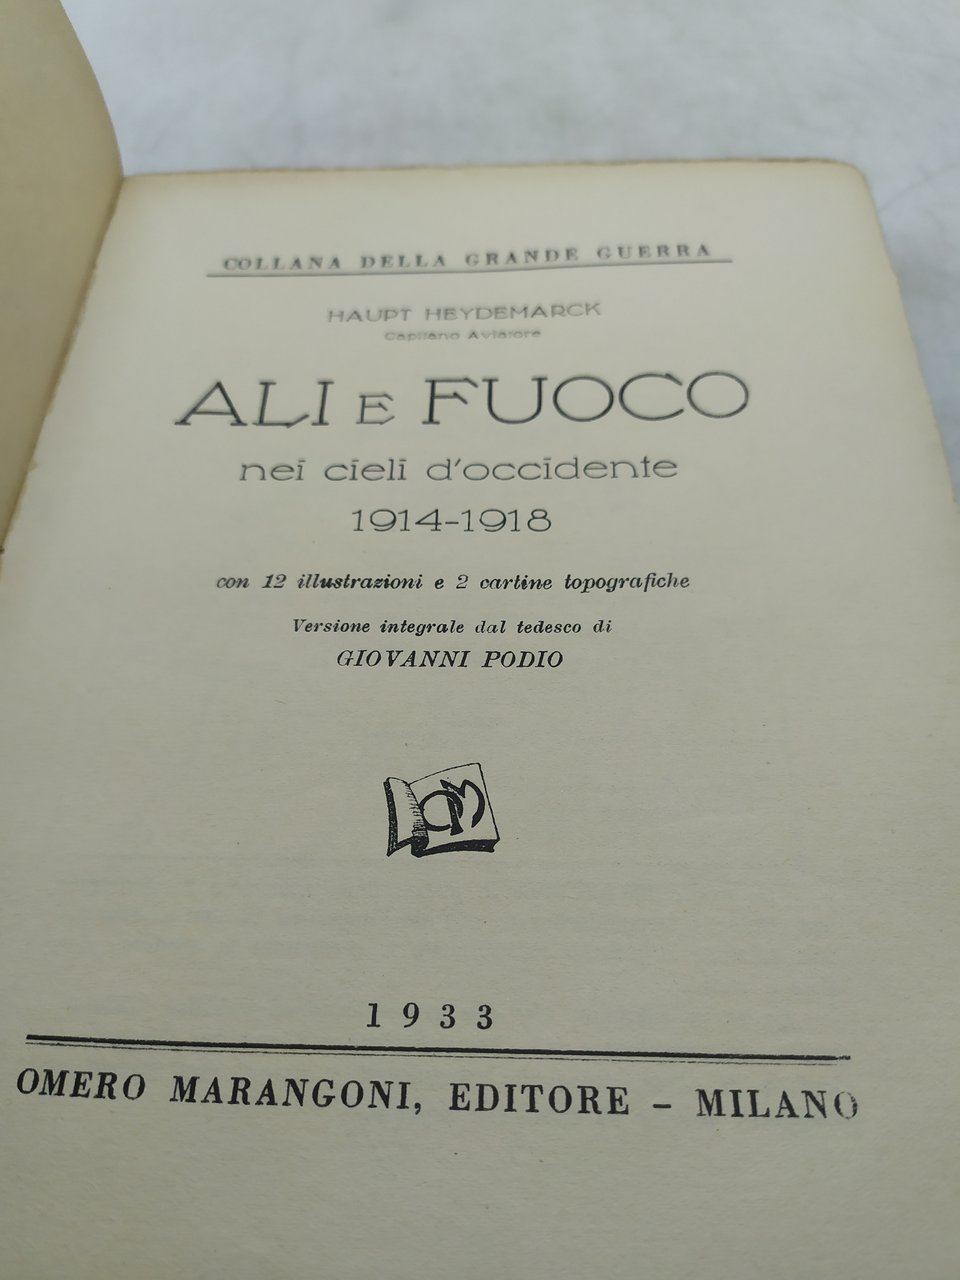 COLLANA DELLA GRANDE GUERRA
HAUPT HEYDEMARCK
Capitano Aviatore
ALI E FUOCO
nei cieli d'occidente
1914-1918
con 12 illustrazioni e 2 cartine topografiche
Versione integrale dal tedesco di
GIOVANNI PODIO
OM
1933
OMERO MARANGONI, EDITORE - MILANO